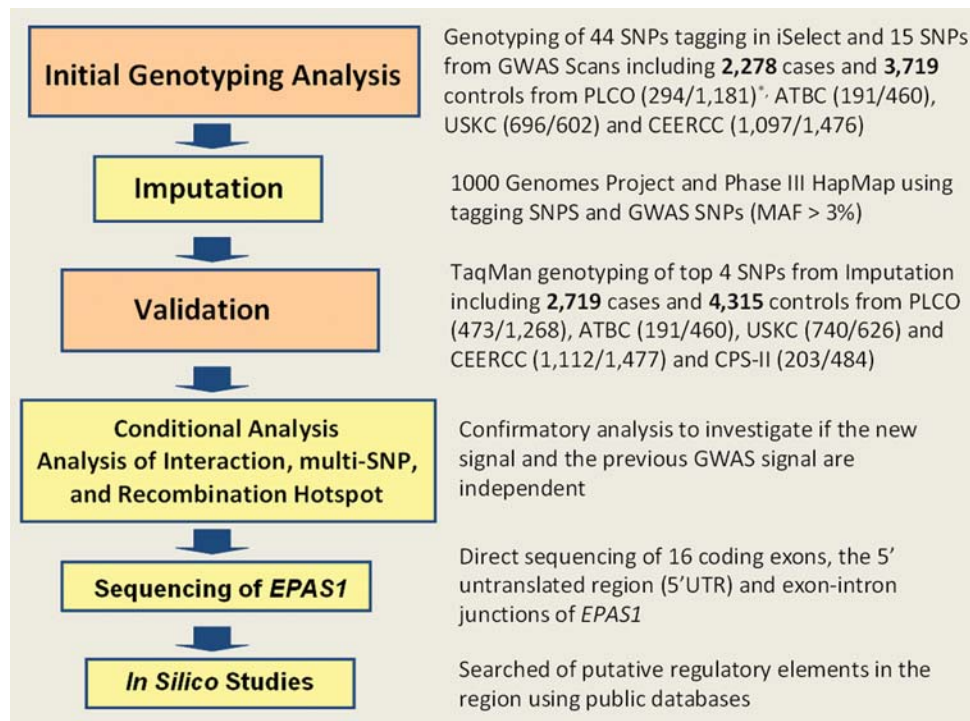 Initial Genotyping Analysis
Genotyping of 44 SNPs tagging in iSelect and 15 SNPs
from GWAS Scans including 2,278 cases and 3,719
controls from PLCO (294/1,181)*, ATBC (191/460),
USKC (696/602) and CEERCC (1,097/1,476)
Imputation
1000 Genomes Project and Phase III HapMap using
tagging SNPS and GWAS SNPs (MAF > 3%)
Validation
TaqMan genotyping of top 4 SNPs from Imputation
including 2,719 cases and 4,315 controls from PLCO
(473/1,268), ATBC (191/460), USKC (740/626) and
CEERCC (1,112/1,477) and CPS-II (203/484)
Conditional Analysis
Analysis of Interaction, multi-SNP,
and Recombination Hotspot
Confirmatory analysis to investigate if the new
signal and the previous GWAS signal are
independent
Sequencing of EPAS1
Direct sequencing of 16 coding exons, the 5’
untranslated region (5’UTR) and exon-intron
junctions of EPAS1
In Silico Studies
Searched of putative regulatory elements in the
region using public databases